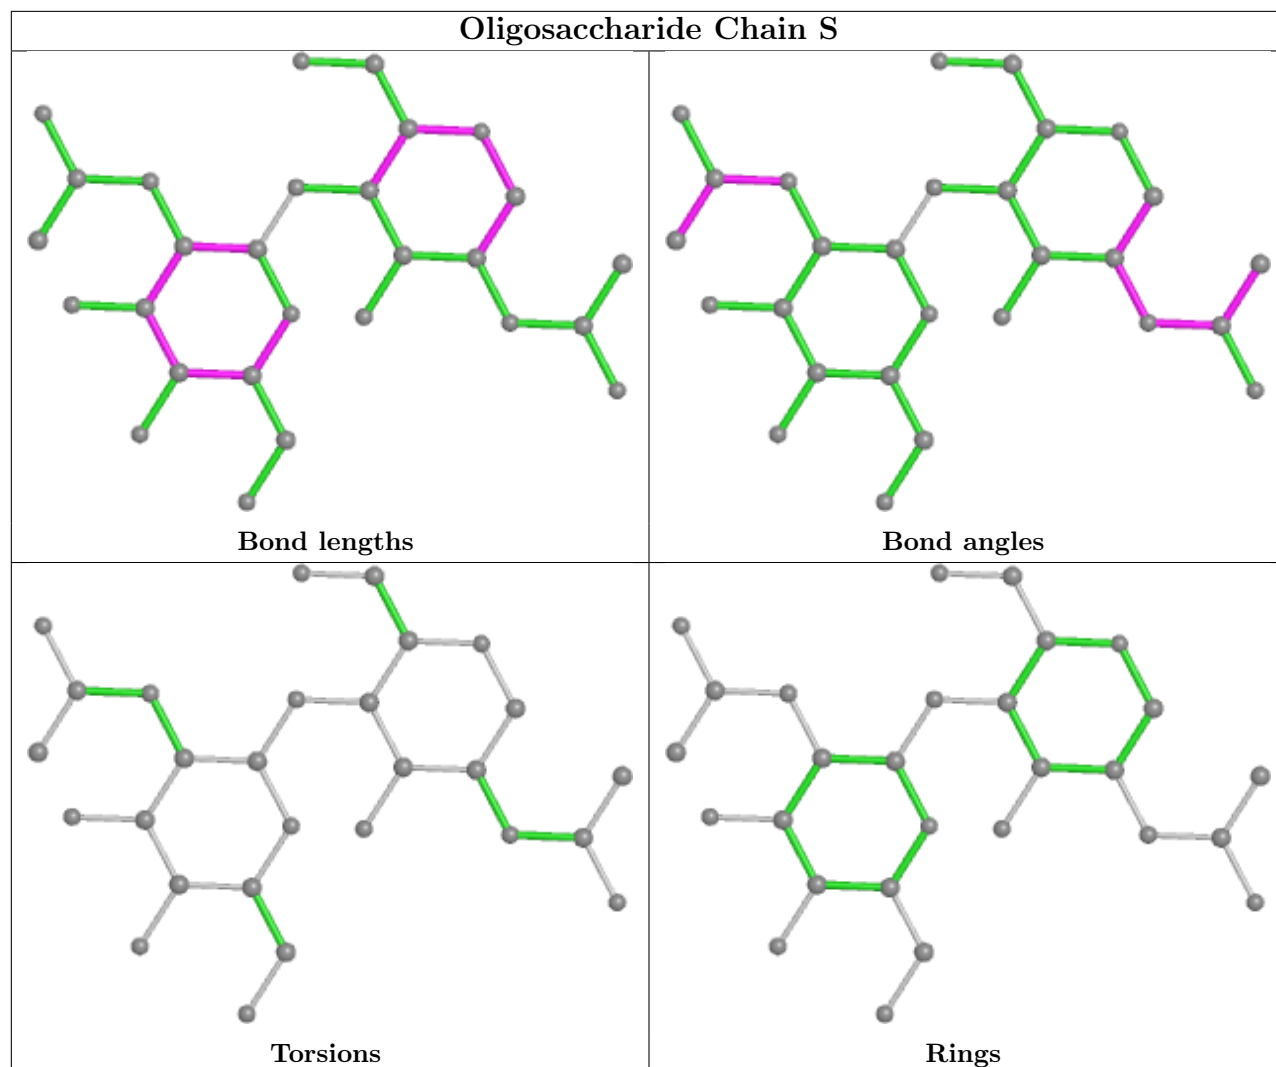 Oligosaccharide Chain S
Bond lengths
Bond angles
Torsions
Rings